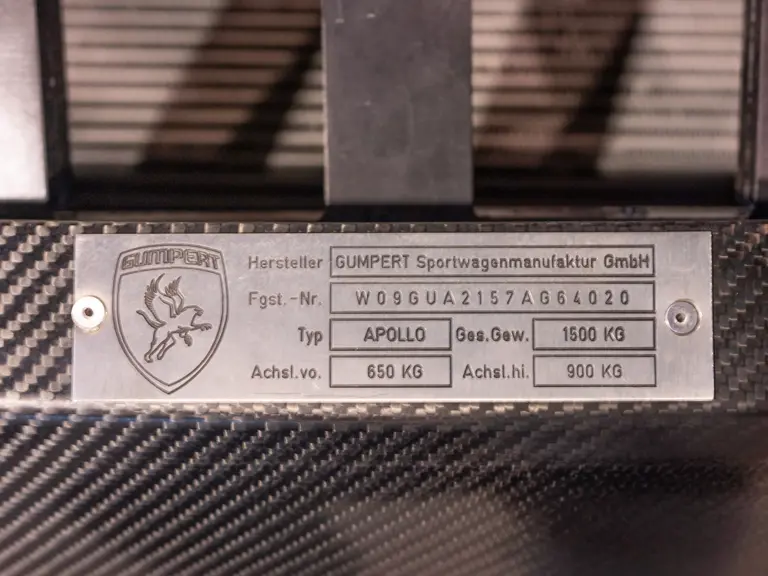 GUMPERT
Hersteller GUMPERT Sportwagenmanufaktur GmbH
Fgst.-Nr. W09GUA2157AG64020
Typ APOLLO Ges.Gew. 1500 KG
Achsl.vo. 650 KG Achsl.hi. 900 KG